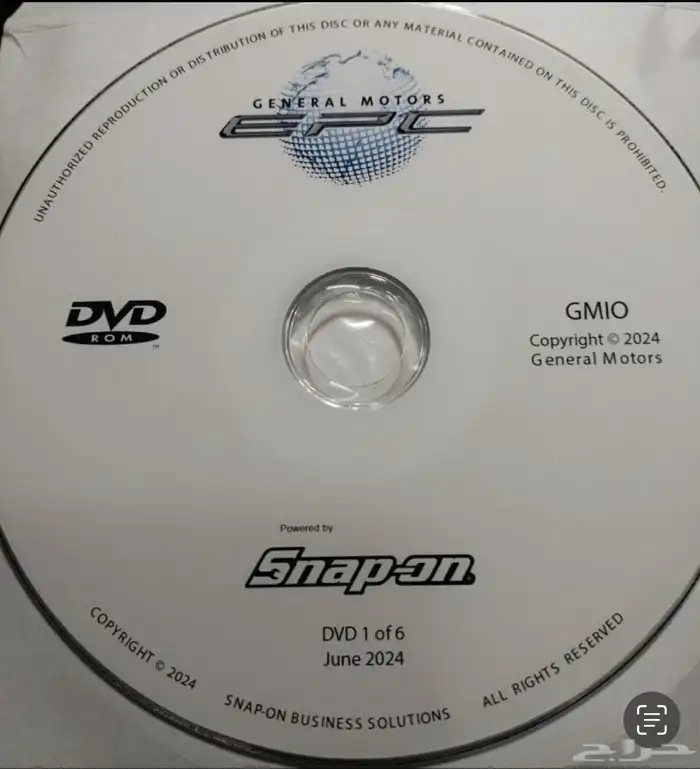 UNAUTHORIZED REPRODUCTION OR DISTRIBUTION OF THIS DISC OR ANY MATERIAL CONTAINED ON THIS DISC IS PROHIBITED.
GENERAL MOTORS
EPC
DVD
ROM
TM
GMIO
Copyright © 2024
General Motors
Powered by
Snap-on®
DVD 1 of 6
June 2024
COPYRIGHT © 2024
SNAP-ON BUSINESS SOLUTIONS
ALL RIGHTS RESERVED
حراج